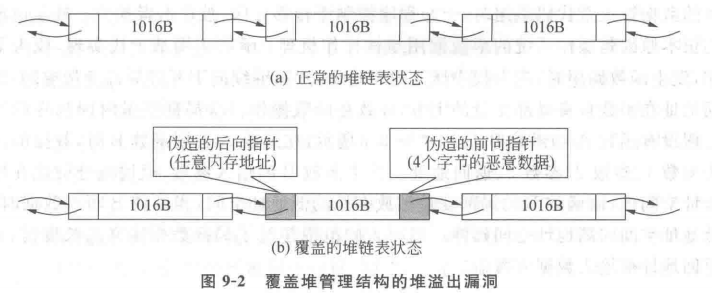 1016B 1016B 1016B
(a) 正常的堆链表状态
伪造的后向指针
(任意内存地址)
伪造的前向指针
(4个字节的恶意数据)
1016B 1016B 1016B
(b) 覆盖的堆链表状态
图 9-2 覆盖堆管理结构的堆溢出漏洞